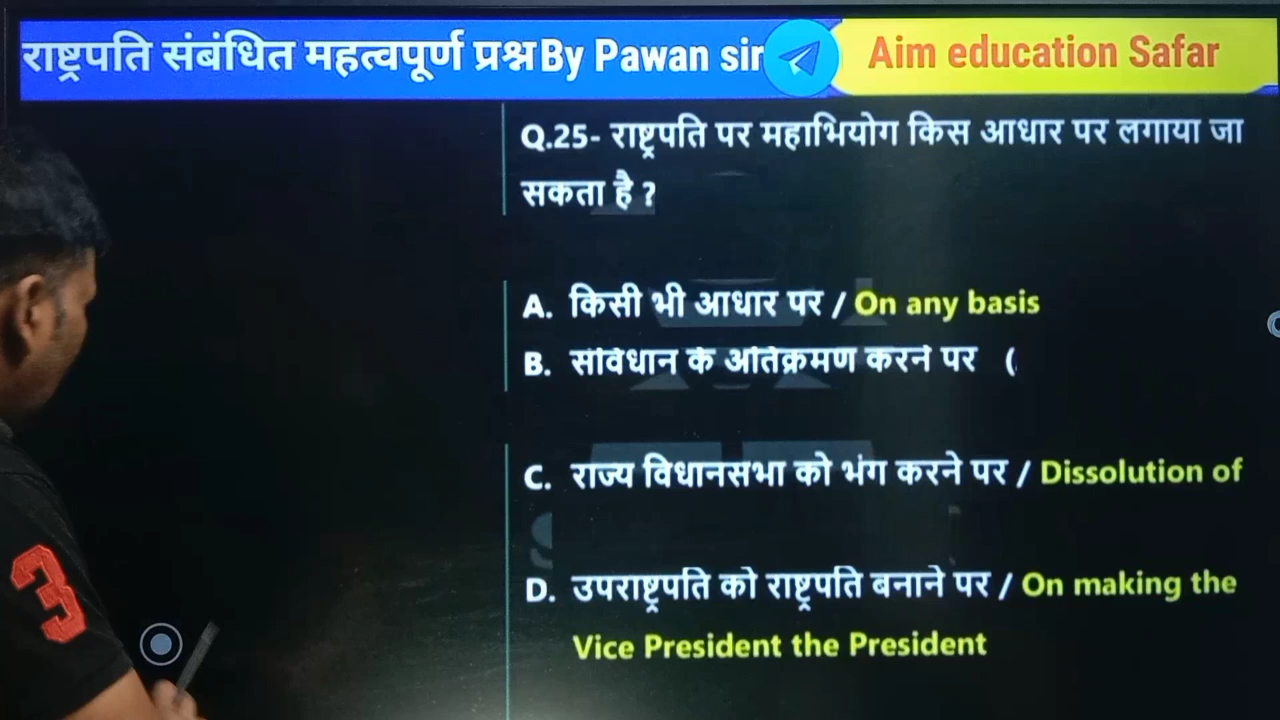 राष्ट्रपति संबंधित महत्वपूर्ण प्रश्न By Pawan sir
Aim education Safar
Q.25- राष्ट्रपति पर महाभियोग किस आधार पर लगाया जा
सकता है ?
A. किसी भी आधार पर / On any basis
B. संविधान के अतिक्रमण करने पर (
C. राज्य विधानसभा को भंग करने पर / Dissolution of
D. उपराष्ट्रपति को राष्ट्रपति बनाने पर / On making the
Vice President the President
3